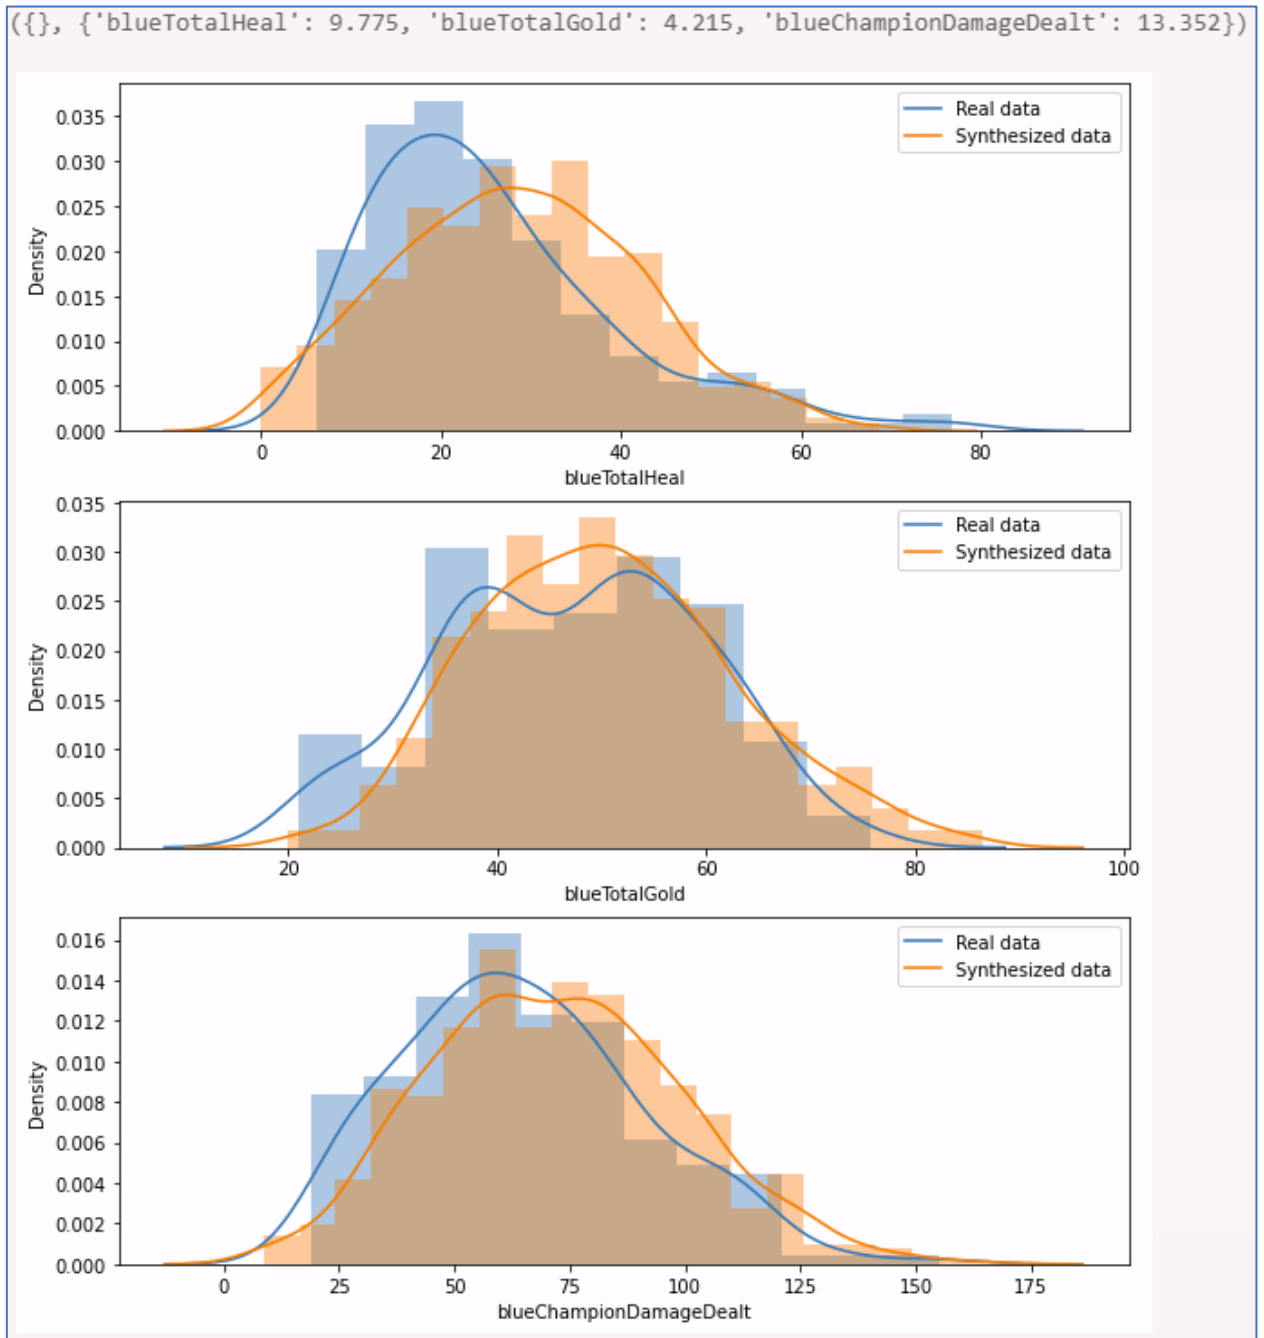 ({}, {'blueTotalHeal': 9.775, 'blueTotalGold': 4.215, 'blueChampionDamageDealt': 13.352})
Real data
Synthesized data
Density
0.035
0.030
0.025
0.020
0.015
0.010
0.005
0.000
0 20 40 60 80
blueTotalHeal
Real data
Synthesized data
Density
0.035
0.030
0.025
0.020
0.015
0.010
0.005
0.000
20 40 60 80 100
blueTotalGold
Real data
Synthesized data
Density
0.016
0.014
0.012
0.010
0.008
0.006
0.004
0.002
0.000
0 25 50 75 100 125 150 175
blueChampionDamageDealt